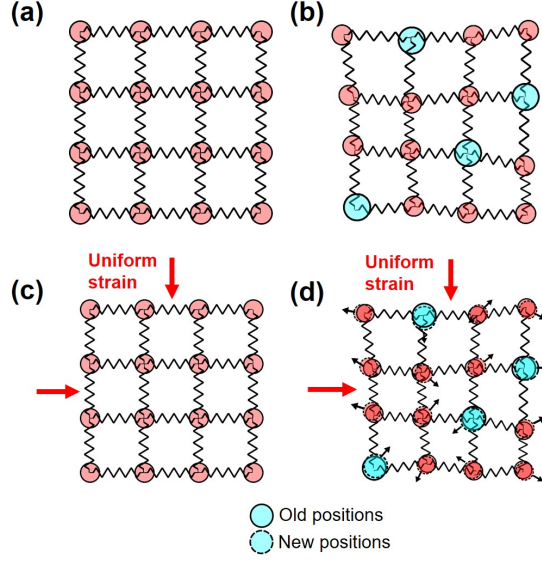 (a)
(b)
Uniform
strain
(c)
Uniform
strain
(d)
Old positions
New positions